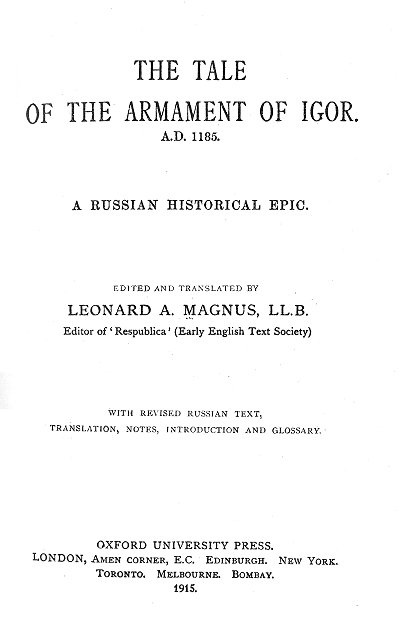 THE TALE
OF THE ARMAMENT OF IGOR.
A.D. 1185.
A RUSSIAN HISTORICAL EPIC.
EDITED AND TRANSLATED BY
LEONARD A. MAGNUS, LL.B.
Editor of ‘Respublica’ (Early English Text Society)
WITH REVISED RUSSIAN TEXT,
TRANSLATION, NOTES, INTRODUCTION AND GLOSSARY.
OXFORD UNIVERSITY PRESS.
LONDON, AMEN CORNER, E.C. EDINBURGH. NEW YORK.
TORONTO. MELBOURNE. BOMBAY.
1915.